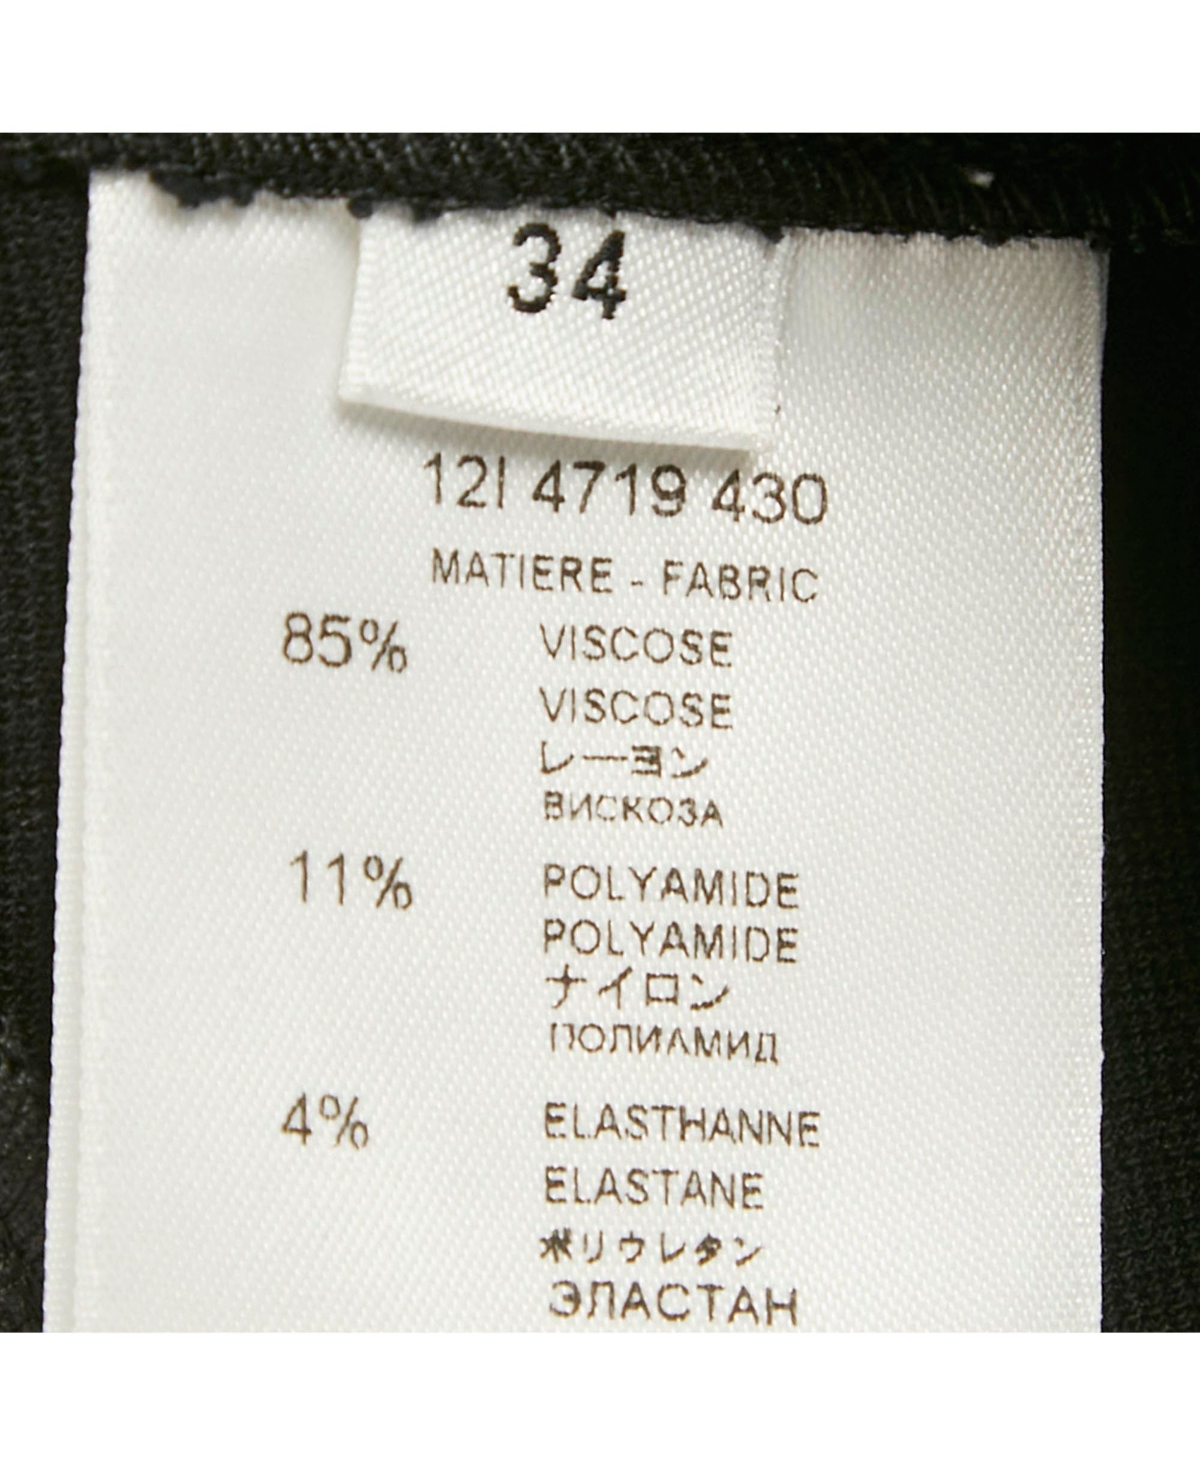 34
12I 4719 430
MATIERE - FABRIC
85% VISCOSE
VISCOSE
レーヨン
ВИСКОЗА
11% POLYAMIDE
POLYAMIDE
ナイロン
ПОЛИАМИД
4% ELASTHANNE
ELASTANE
ポリウレタン
ЭЛАСТАН